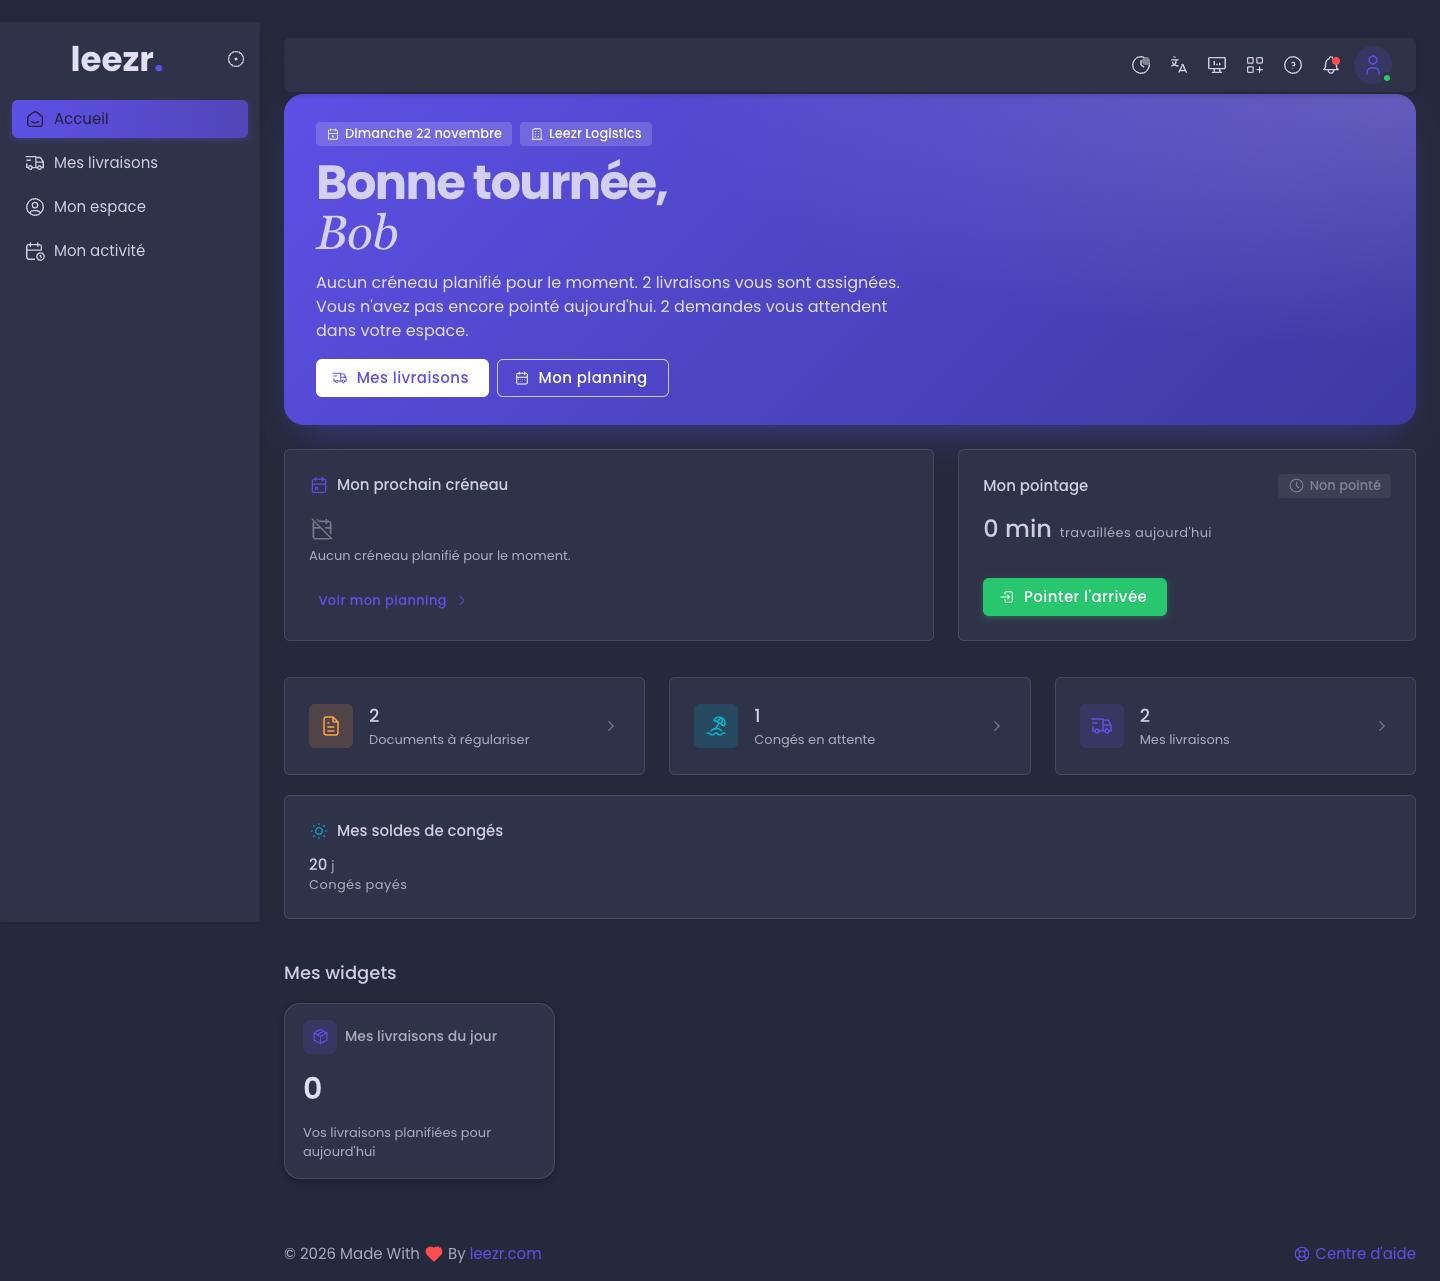 leezr.
Accueil
Mes livraisons
Mon espace
Mon activité
Dimanche 22 novembre
Leezr Logistics
Bonne tournée,
Bob
Aucun créneau planifié pour le moment. 2 livraisons vous sont assignées.
Vous n'avez pas encore pointé aujourd'hui. 2 demandes vous attendent
dans votre espace.
Mes livraisons
Mon planning
Mon prochain créneau
Aucun créneau planifié pour le moment.
Voir mon planning
Mon pointage
Non pointé
0 min travaillées aujourd'hui
Pointer l'arrivée
2
Documents à régulariser
1
Congés en attente
2
Mes livraisons
Mes soldes de congés
20 j
Congés payés
Mes widgets
Mes livraisons du jour
0
Vos livraisons planifiées pour
aujourd'hui
© 2026 Made With By leezr.com
Centre d'aide